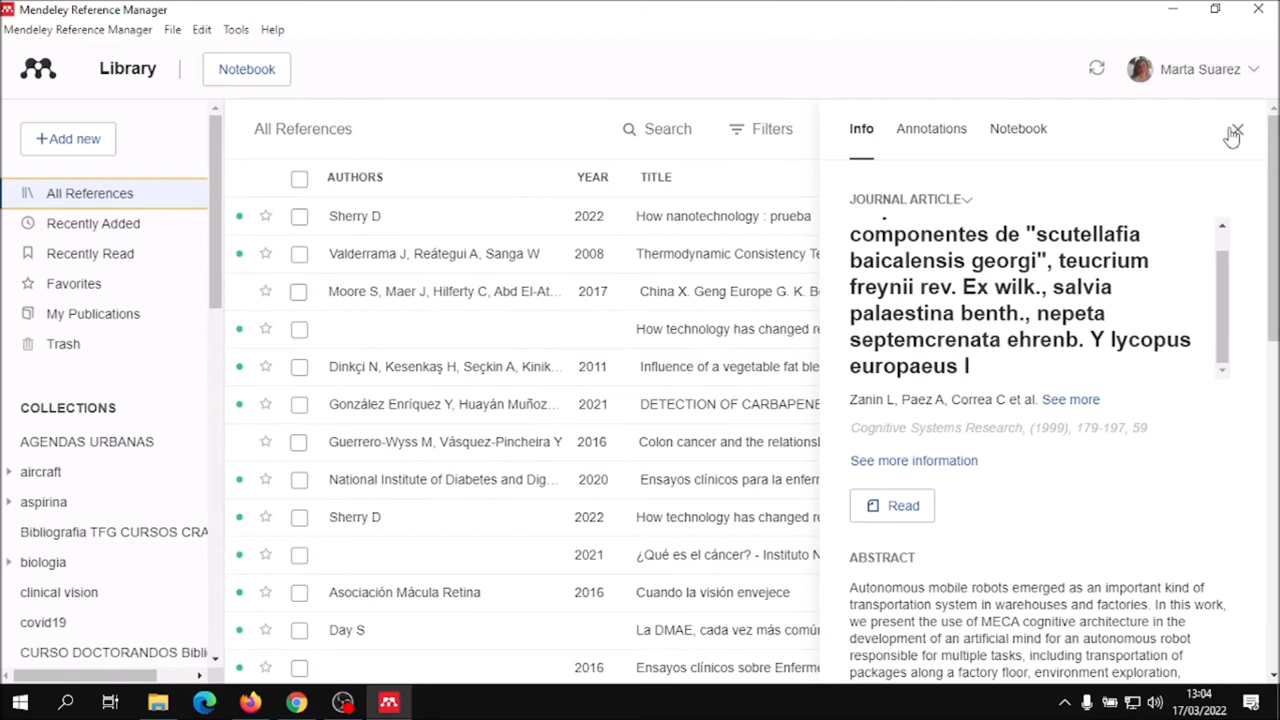 Mendeley Reference Manager
Mendeley Reference Manager File Edit Tools Help
Library Notebook Marta Suarez
+Add new
All References
Recently Added
Recently Read
Favorites
My Publications
Trash
COLLECTIONS
AGENDAS URBANAS
aircraft
aspirina
Bibliografia TFG CURSOS CRA
biologia
clinical vision
covid19
CURSO DOCTORANDOS Bibli
All References Search Filters
AUTHORS YEAR TITLE
Sherry D 2022 How nanotechnology : prueba
Valderrama J, Reátegui A, Sanga W 2008 Thermodynamic Consistency Te
Moore S, Maer J, Hilferty C, Abd El-At... 2017 China X. Geng Europe G. K. Bo
How technology has changed re
Dinkçi N, Kesenkaş H, Seçkin A, Kinik... 2011 Influence of a vegetable fat ble
González Enríquez Y, Huayán Muñoz... 2021 DETECTION OF CARBAPENE
Guerrero-Wyss M, Vásquez-Pincheira Y 2016 Colon cancer and the relations
National Institute of Diabetes and Dig... 2020 Ensayos clínicos para la enferm
Sherry D 2022 How technology has changed re
2021 ¿Qué es el cáncer? - Instituto N
Asociación Mácula Retina 2016 Cuando la visión envejece
Day S La DMAE, cada vez más común
2016 Ensayos clínicos sobre Enferme
Info Annotations Notebook
JOURNAL ARTICLE
componentes de "scutellafia
baicalensis georgi", teucrium
freynii rev. Ex wilk., salvia
palaestina benth., nepeta
septemcrenata ehrenb. Y lycopus
europaeus l
Zanin L, Paez A, Correa C et al. See more
Cognitive Systems Research, (1999), 179-197, 59
See more information
Read
ABSTRACT
Autonomous mobile robots emerged as an important kind of
transportation system in warehouses and factories. In this work,
we present the use of MECA cognitive architecture in the
development of an artificial mind for an autonomous robot
responsible for multiple tasks, including transportation of
packages along a factory floor, environment exploration,
13:04
17/03/2022